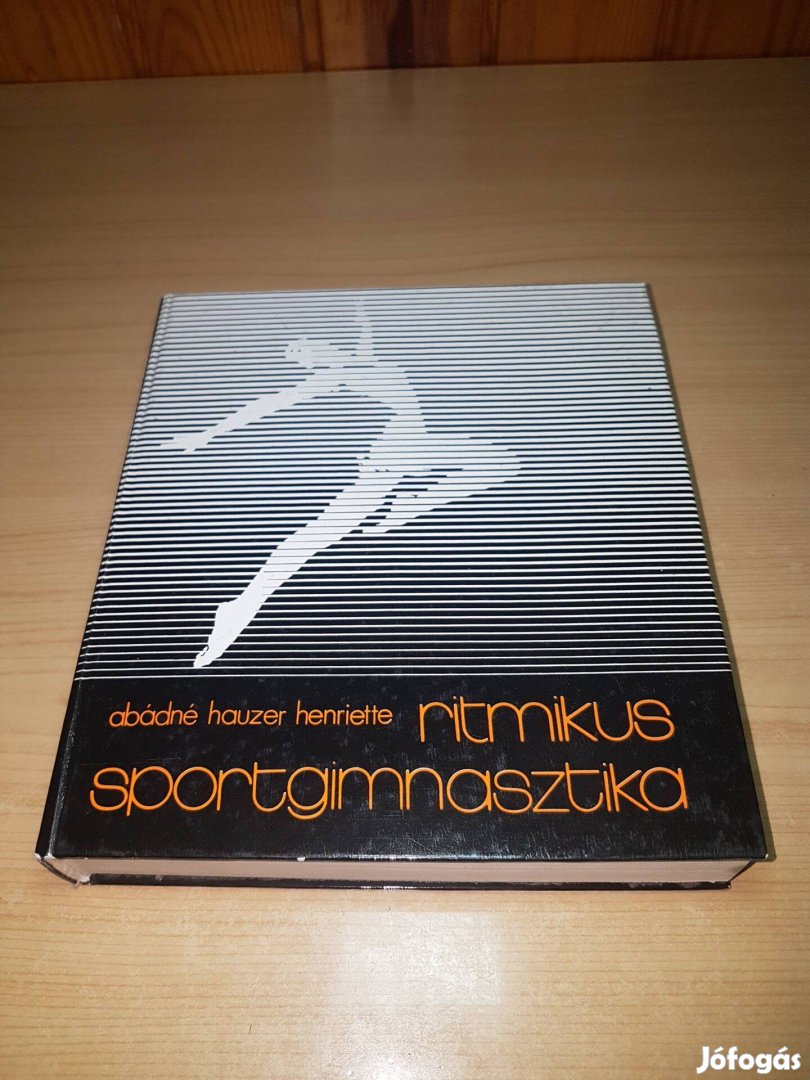 abádné hauzer henriette ritmikus
sportgimnasztika
Jófogás